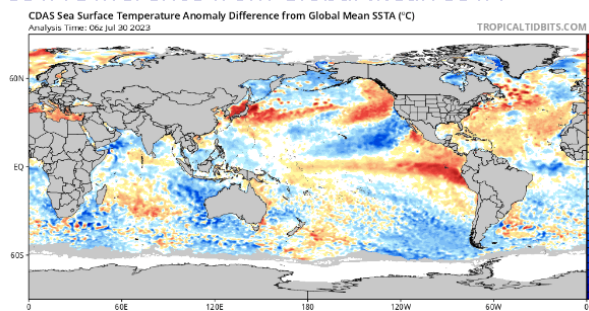 CDAS Sea Surface Temperature Anomaly Difference from Global Mean SSTA (°C)
Analysis Time: 06z Jul 30 2023
TROPICALTIDBITS.COM
60N
EQ
60S
0
60E
120E
180
120W
60W
0